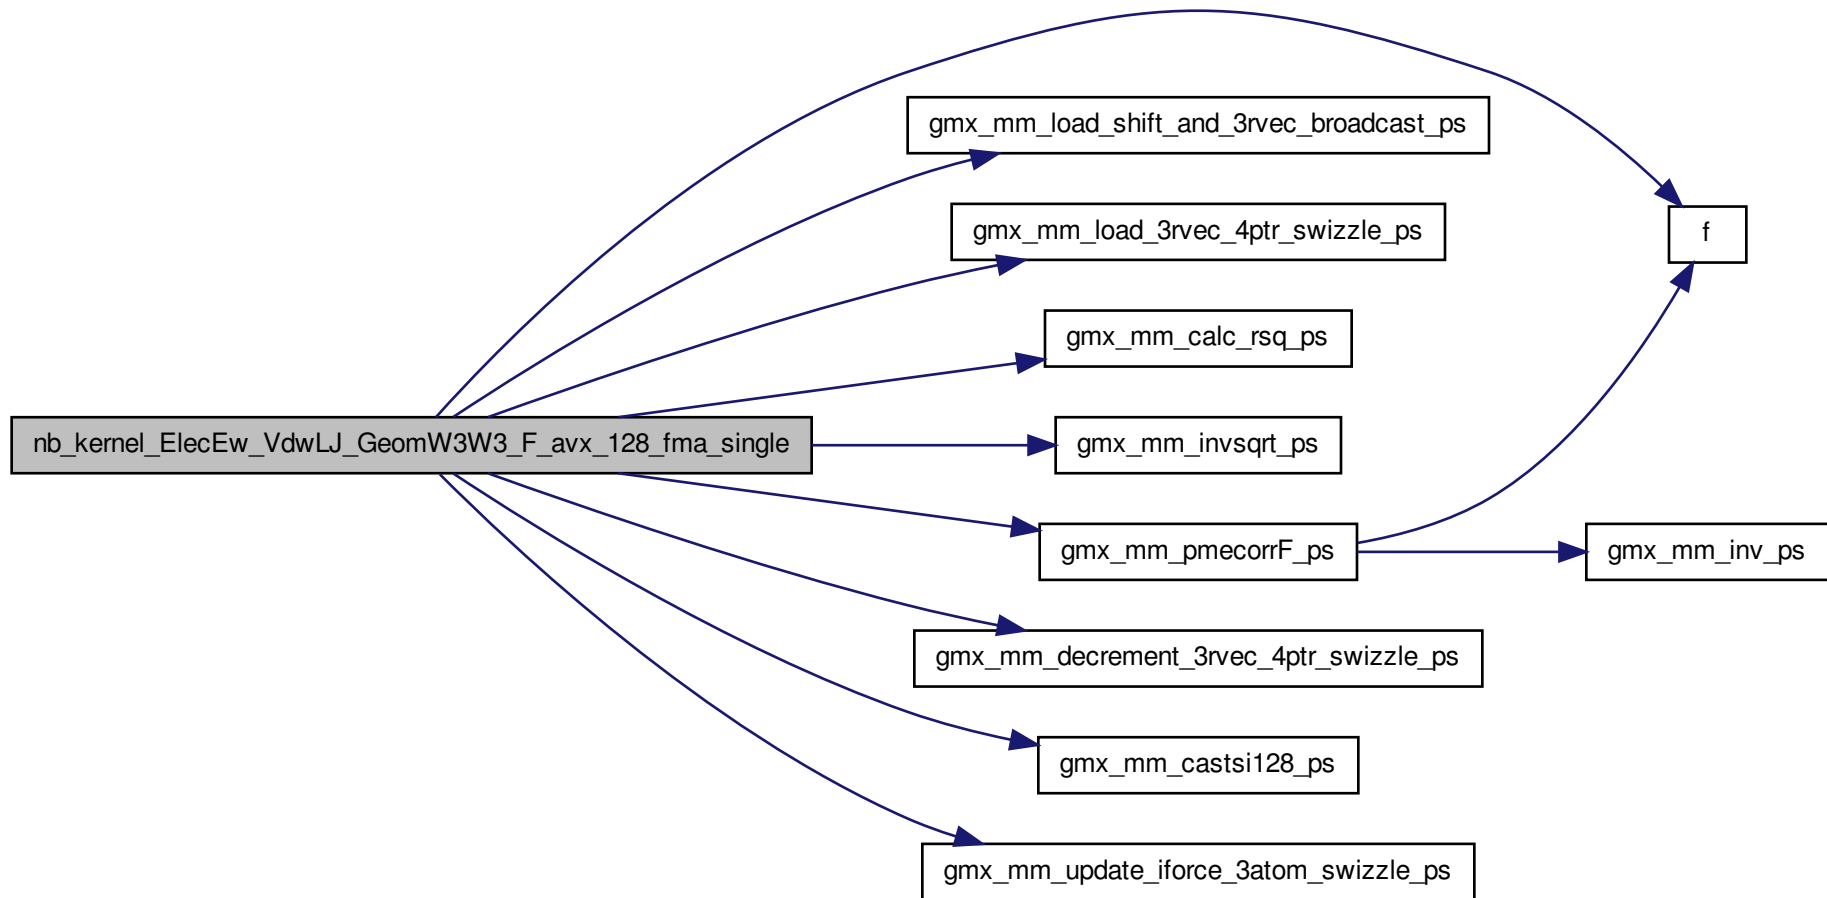 gmx_mm_load_shift_and_3rvec_broadcast_ps
gmx_mm_load_3rvec_4ptr_swizzle_ps
f
gmx_mm_calc_rsq_ps
nb_kernel_ElecEw_VdwLJ_GeomW3W3_F_avx_128_fma_single
gmx_mm_invsqrt_ps
gmx_mm_pmecorrF_ps
gmx_mm_inv_ps
gmx_mm_decrement_3rvec_4ptr_swizzle_ps
gmx_mm_castsi128_ps
gmx_mm_update_iforce_3atom_swizzle_ps